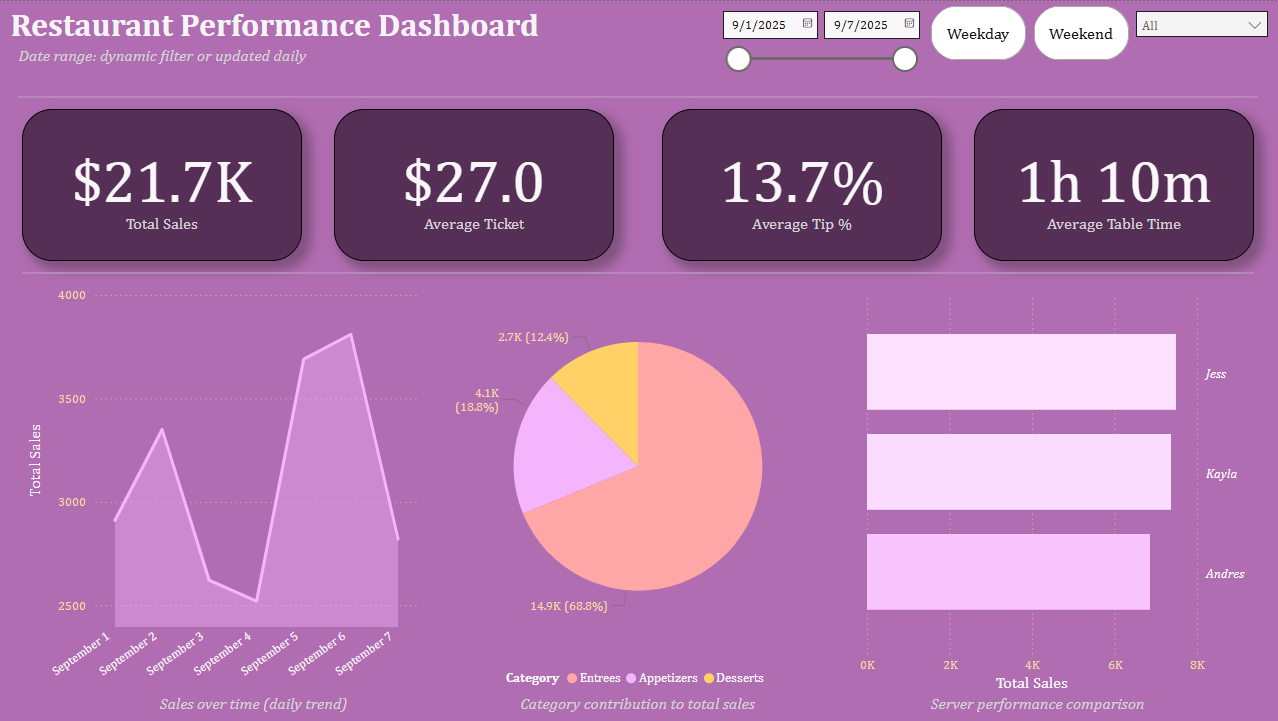 Restaurant Performance Dashboard
Date range: dynamic filter or updated daily
9/1/2025
9/7/2025
Weekday
Weekend
All
$21.7K
Total Sales
$27.0
Average Ticket
13.7%
Average Tip %
1h 10m
Average Table Time
4000
3500
3000
2500
Total Sales
September 1
September 2
September 3
September 4
September 5
September 6
September 7
Sales over time (daily trend)
2.7K (12.4%)
4.1K
(18.8%)
14.9K (68.8%)
Category Entrees Appetizers Desserts
Category contribution to total sales
Jess
Kayla
Andres
0K 2K 4K 6K 8K
Total Sales
Server performance comparison